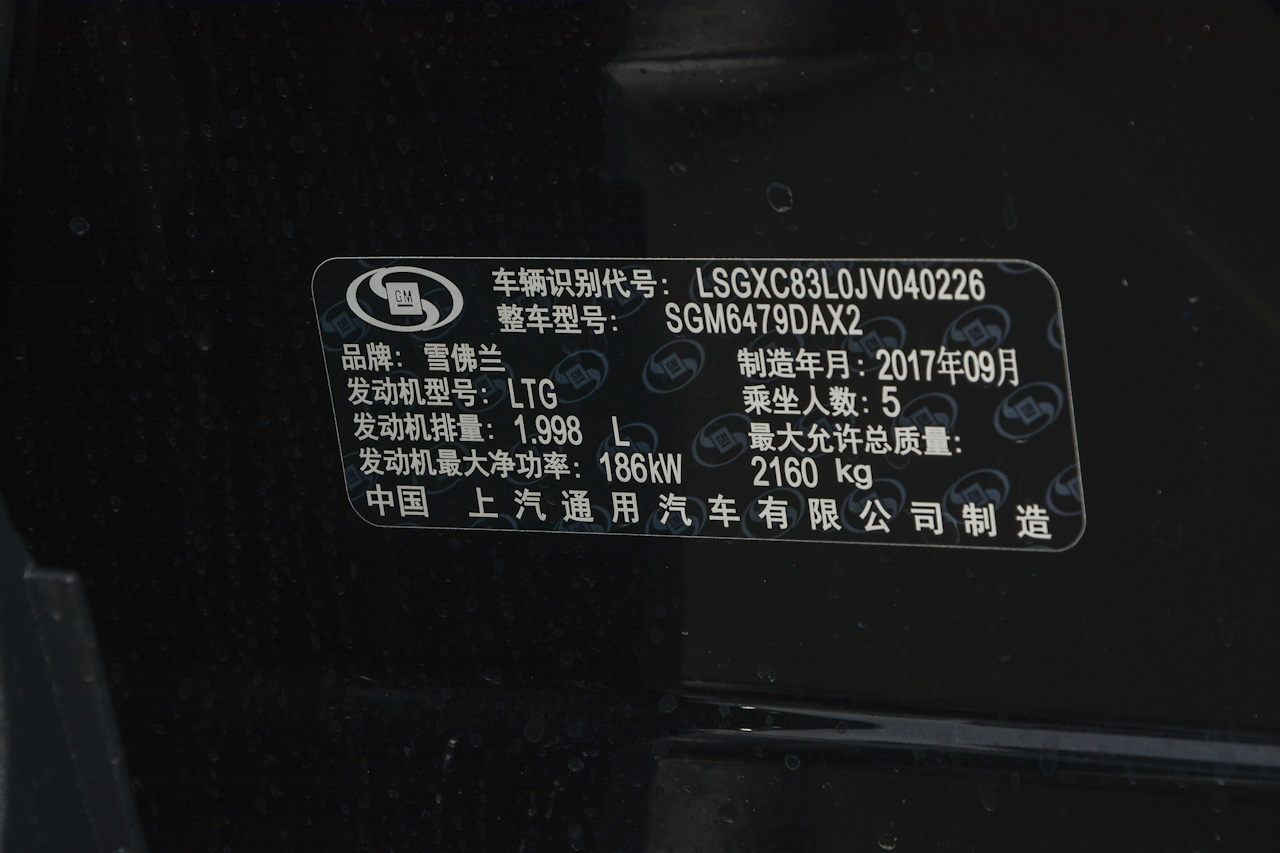 GM
车辆识别代号: LSGXC83L0JV040226
整车型号: SGM6479DAX2
品牌: 雪佛兰 制造年月: 2017年09月
发动机型号: LTG 乘坐人数: 5
发动机排量: 1.998 L 最大允许总质量:
发动机最大净功率: 186kW 2160 kg
中国 上汽通用汽车有限公司制造